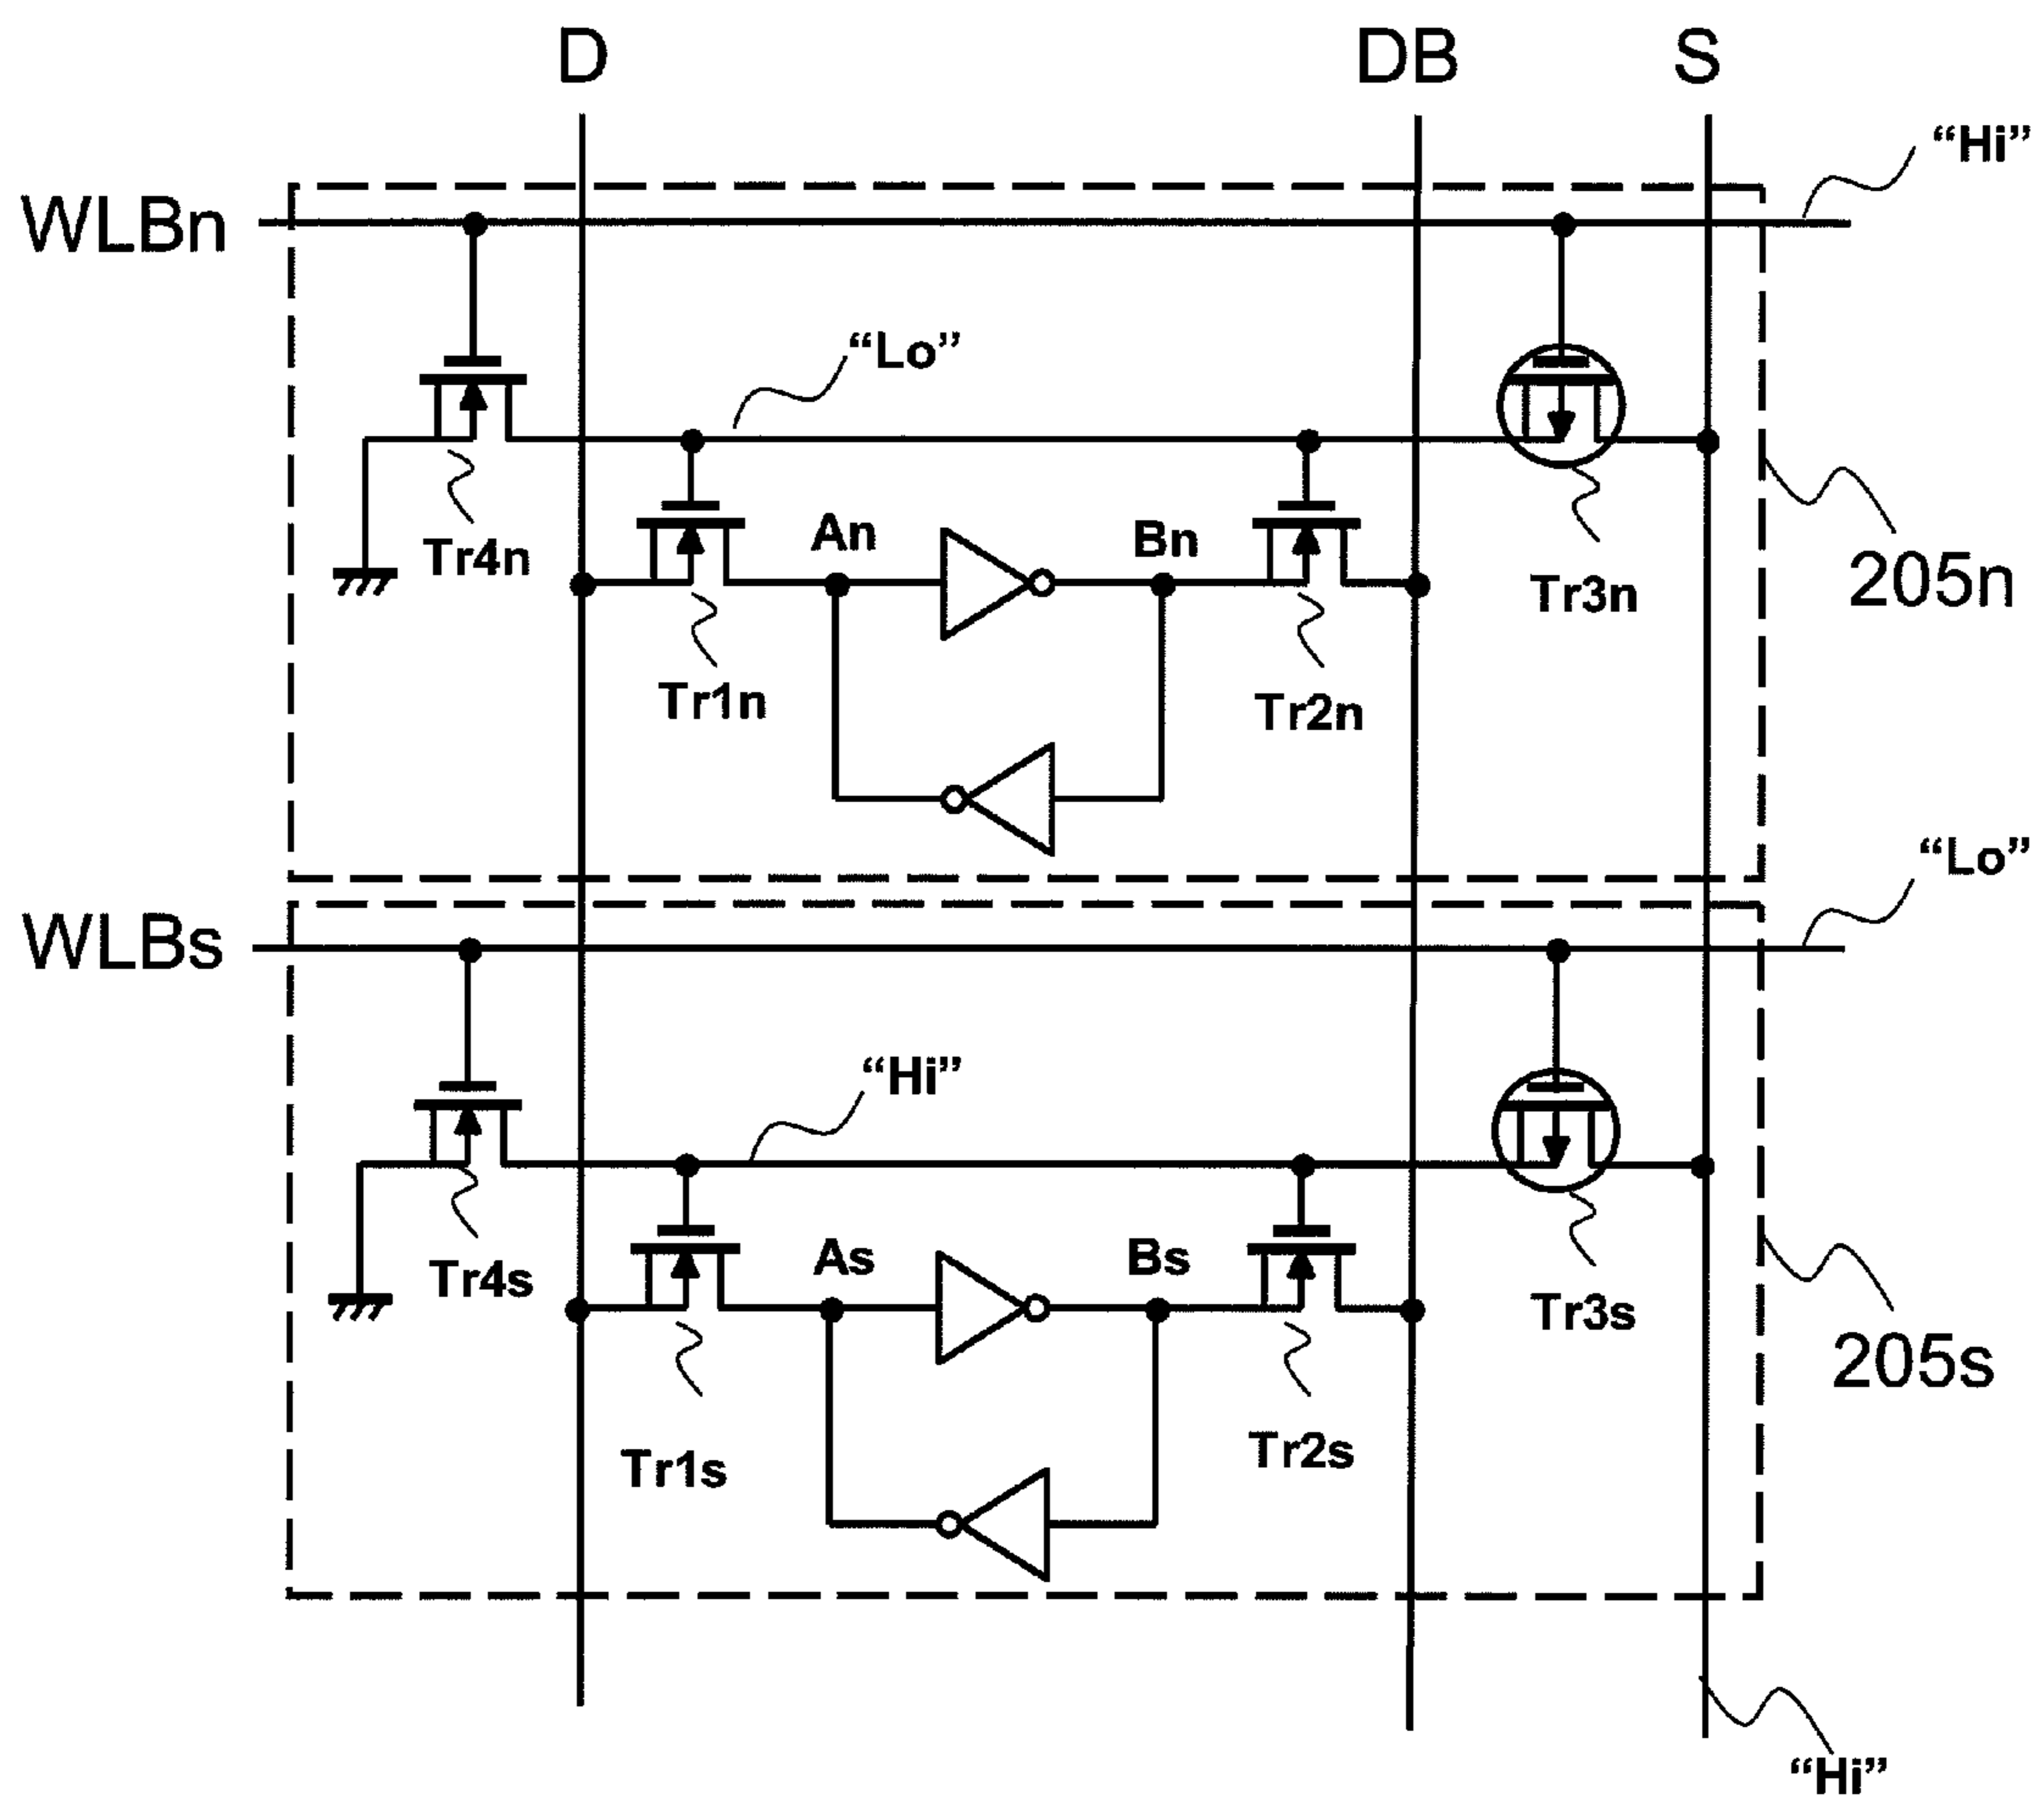 D DB S
“Hi”
WLBn
“Lo”
An Bn
Tr4n Tr3n 205n
Tr1n Tr2n
“Lo”
WLBs
“Hi”
As Bs
Tr4s Tr3s
205s
Tr1s Tr2s
“Hi”